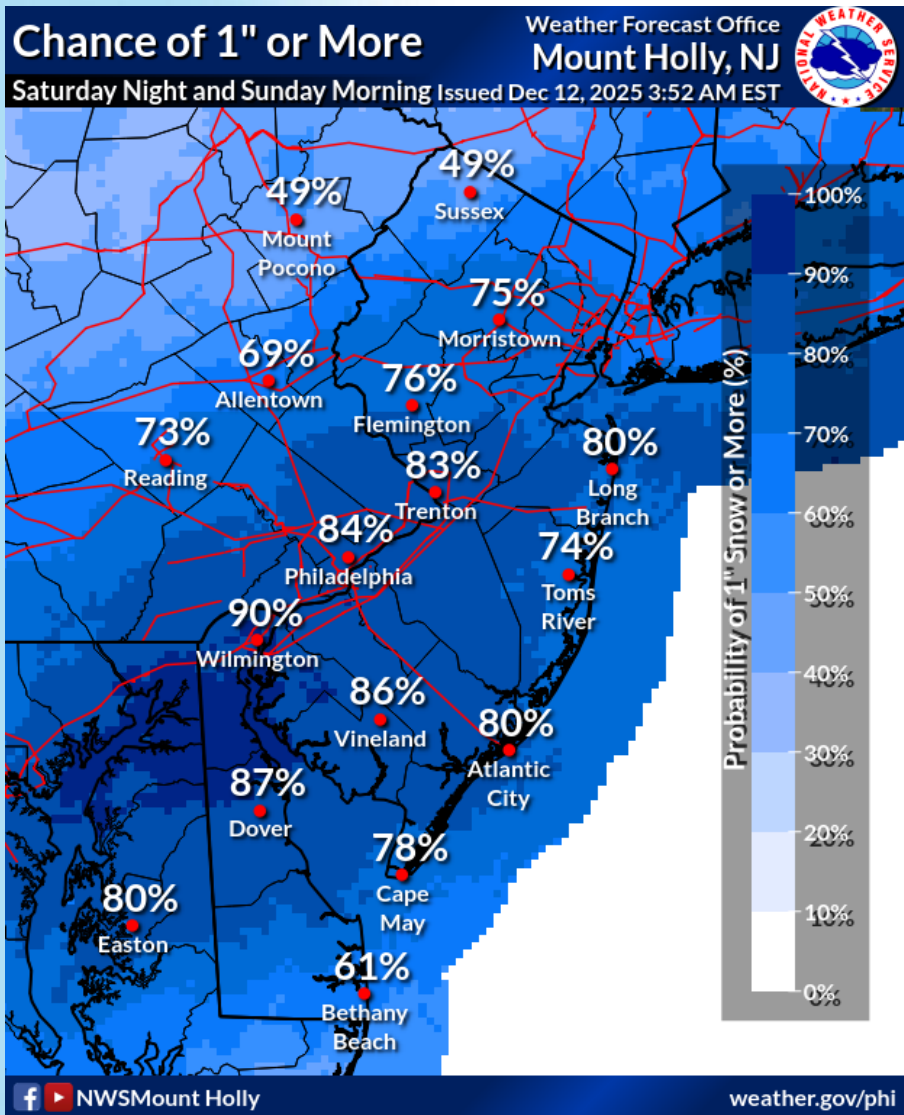 Chance of 1" or More
Weather Forecast Office
Mount Holly, NJ
NATIONAL WEATHER SERVICE
Saturday Night and Sunday Morning Issued Dec 12, 2025 3:52 AM EST
49%
Mount
Pocono
49%
Sussex
75%
Morristown
69%
Allentown
76%
Flemington
73%
Reading
83%
Trenton
80%
Long
Branch
84%
Philadelphia
74%
Toms
River
90%
Wilmington
86%
Vineland
80%
Atlantic
City
87%
Dover
78%
Cape
May
80%
Easton
61%
Bethany
Beach
Probability of 1" Snow or More (%)
100%
90%
80%
70%
60%
50%
40%
30%
20%
10%
0%
NWSMount Holly
weather.gov/phi